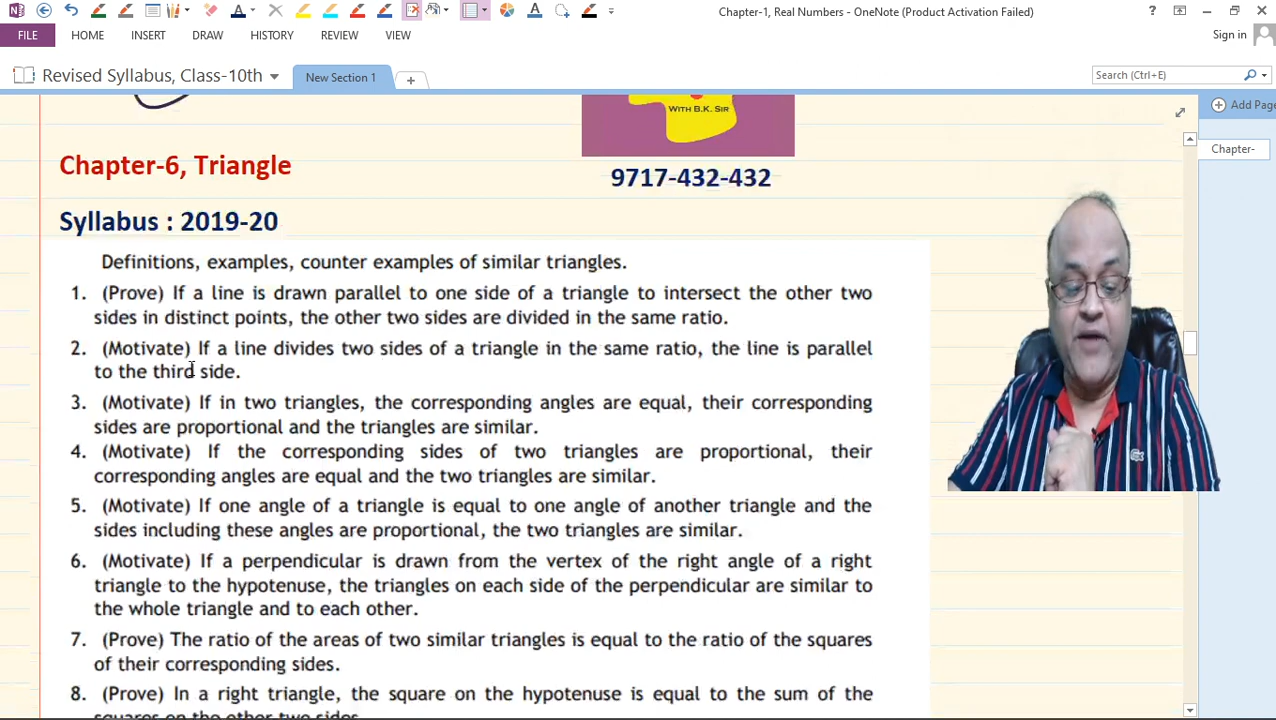 Chapter-1, Real Numbers - OneNote (Product Activation Failed)
FILE HOME INSERT DRAW HISTORY REVIEW VIEW
Sign in
Revised Syllabus, Class-10th
New Section 1
Search (Ctrl+E)
Add Page
Chapter-
WITH B.K. SIR
9717-432-432
Chapter-6, Triangle
Syllabus : 2019-20
Definitions, examples, counter examples of similar triangles.
1. (Prove) If a line is drawn parallel to one side of a triangle to intersect the other two
sides in distinct points, the other two sides are divided in the same ratio.
2. (Motivate) If a line divides two sides of a triangle in the same ratio, the line is parallel
to the third side.
3. (Motivate) If in two triangles, the corresponding angles are equal, their corresponding
sides are proportional and the triangles are similar.
4. (Motivate) If the corresponding sides of two triangles are proportional, their
corresponding angles are equal and the two triangles are similar.
5. (Motivate) If one angle of a triangle is equal to one angle of another triangle and the
sides including these angles are proportional, the two triangles are similar.
6. (Motivate) If a perpendicular is drawn from the vertex of the right angle of a right
triangle to the hypotenuse, the triangles on each side of the perpendicular are similar to
the whole triangle and to each other.
7. (Prove) The ratio of the areas of two similar triangles is equal to the ratio of the squares
of their corresponding sides.
8. (Prove) In a right triangle, the square on the hypotenuse is equal to the sum of the
squares on the other two sides.